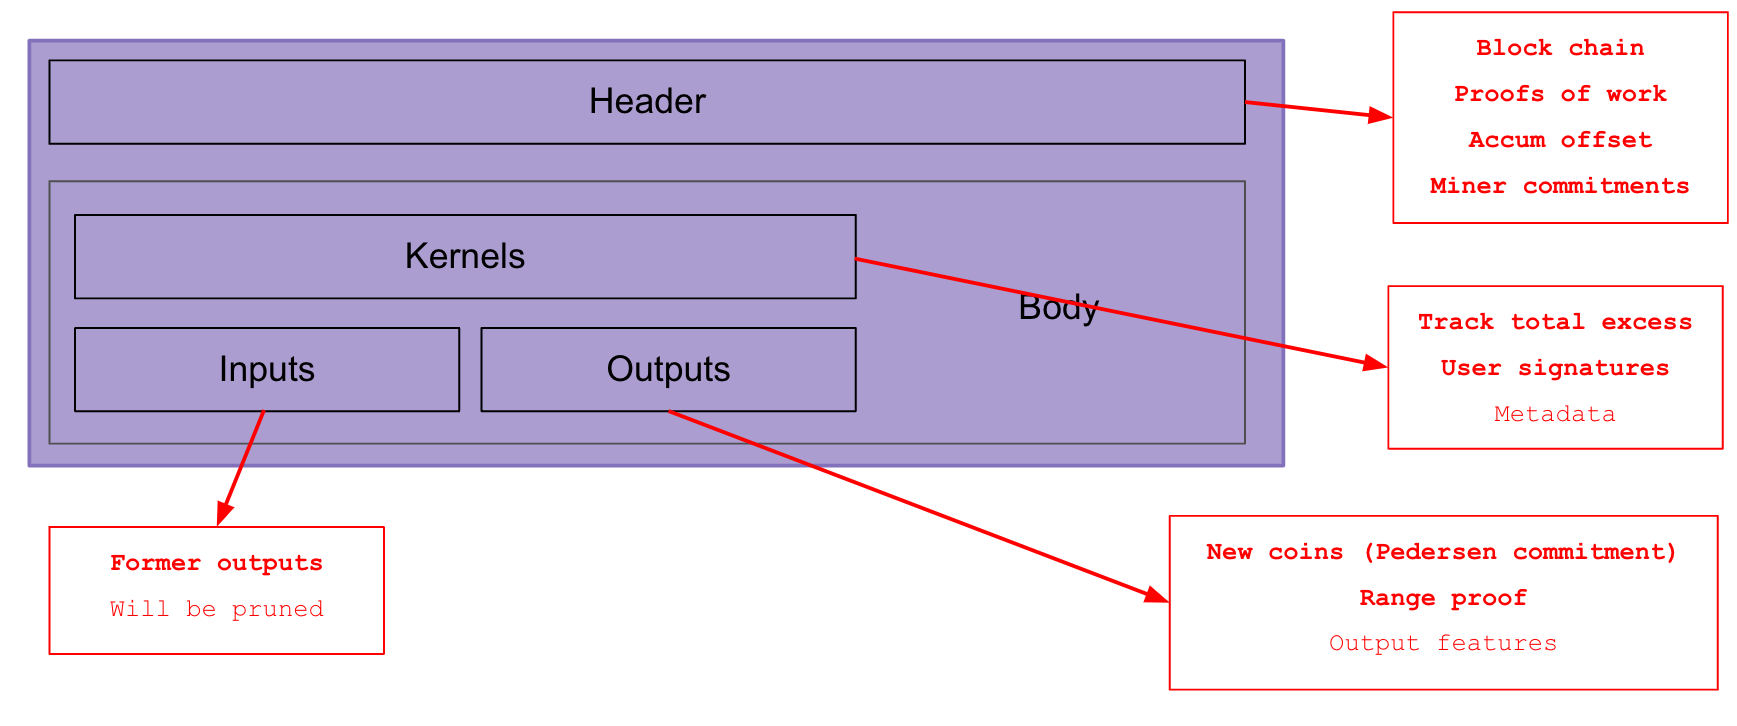 Header
Kernels
Body
Inputs
Outputs
Block chain
Proofs of work
Accum offset
Miner commitments
Track total excess
User signatures
Metadata
Former outputs
Will be pruned
New coins (Pedersen commitment)
Range proof
Output features